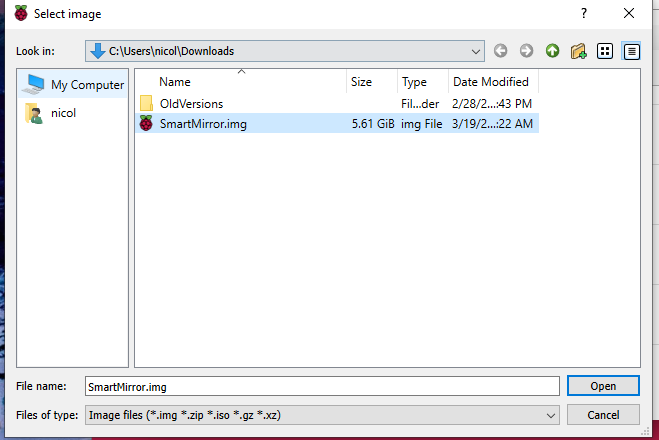 Select image
?
Look in: C:\Users\nicol\Downloads
My Computer
nicol
Name Size Type Date Modified
OldVersions Fil...der 2/28/2...:43 PM
SmartMirror.img 5.61 GiB img File 3/19/2...:22 AM
File name: SmartMirror.img Open
Files of type: Image files (*.img *.zip *.iso *.gz *.xz) Cancel